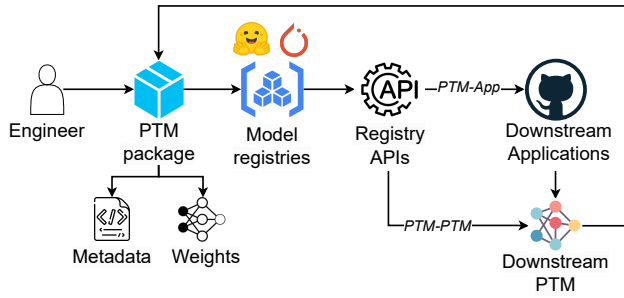 Engineer
PTM
package
Model
registries
API
Registry
APIs
PTM-App
Downstream
Applications
Metadata
Weights
PTM-PTM
Downstream
PTM